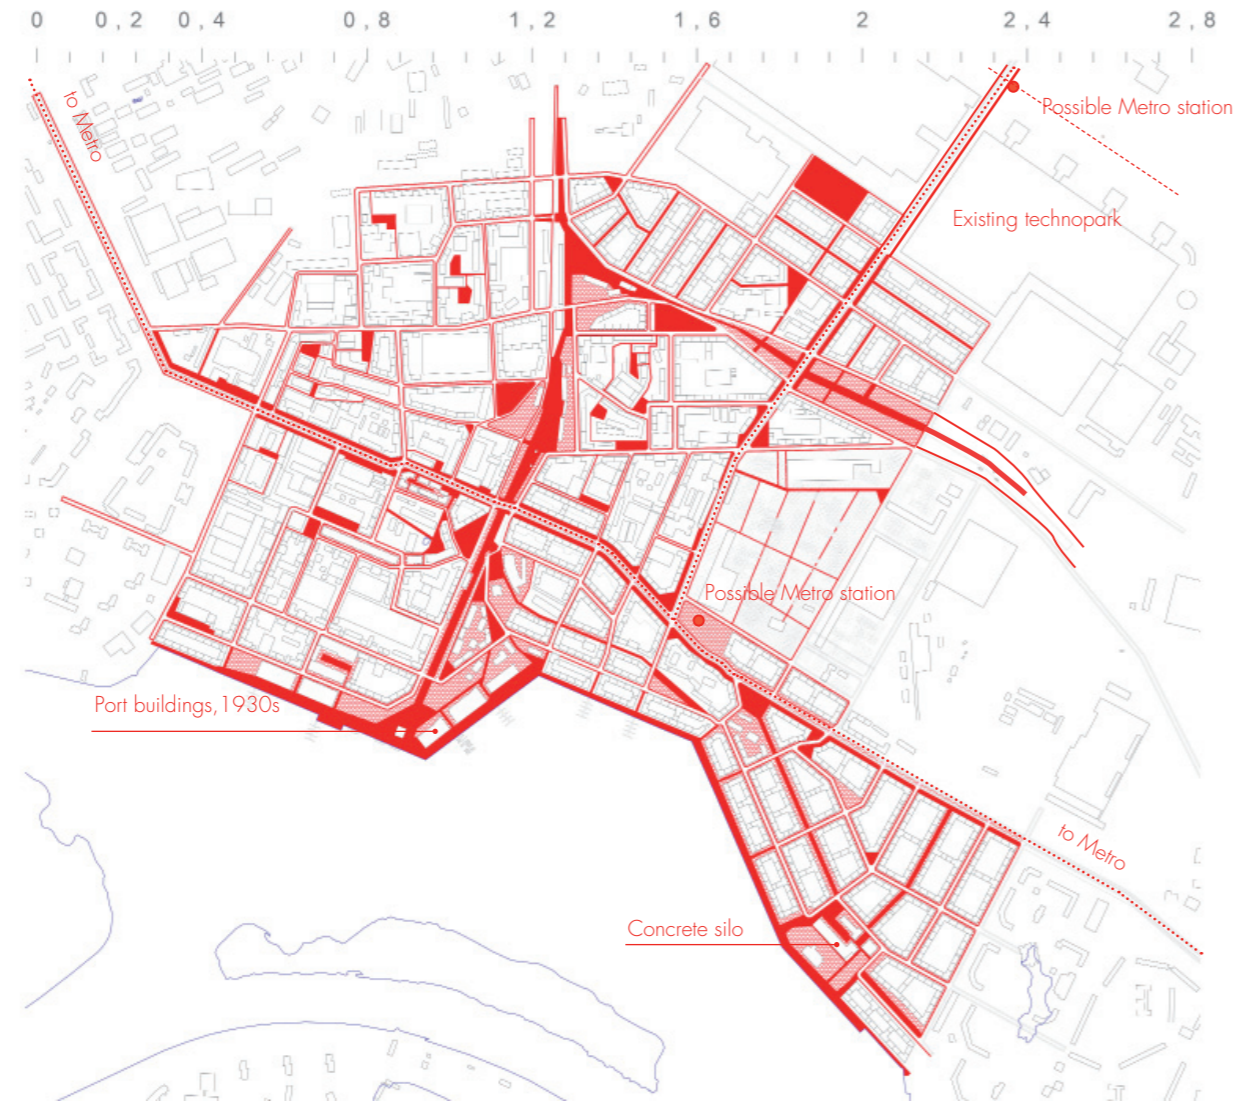 0 0,2 0,4 0,8 1,2 1,6 2 2,4 2,8
to Metro
Possible Metro station
Existing technopark
Possible Metro station
Port buildings,1930s
to Metro
Concrete silo